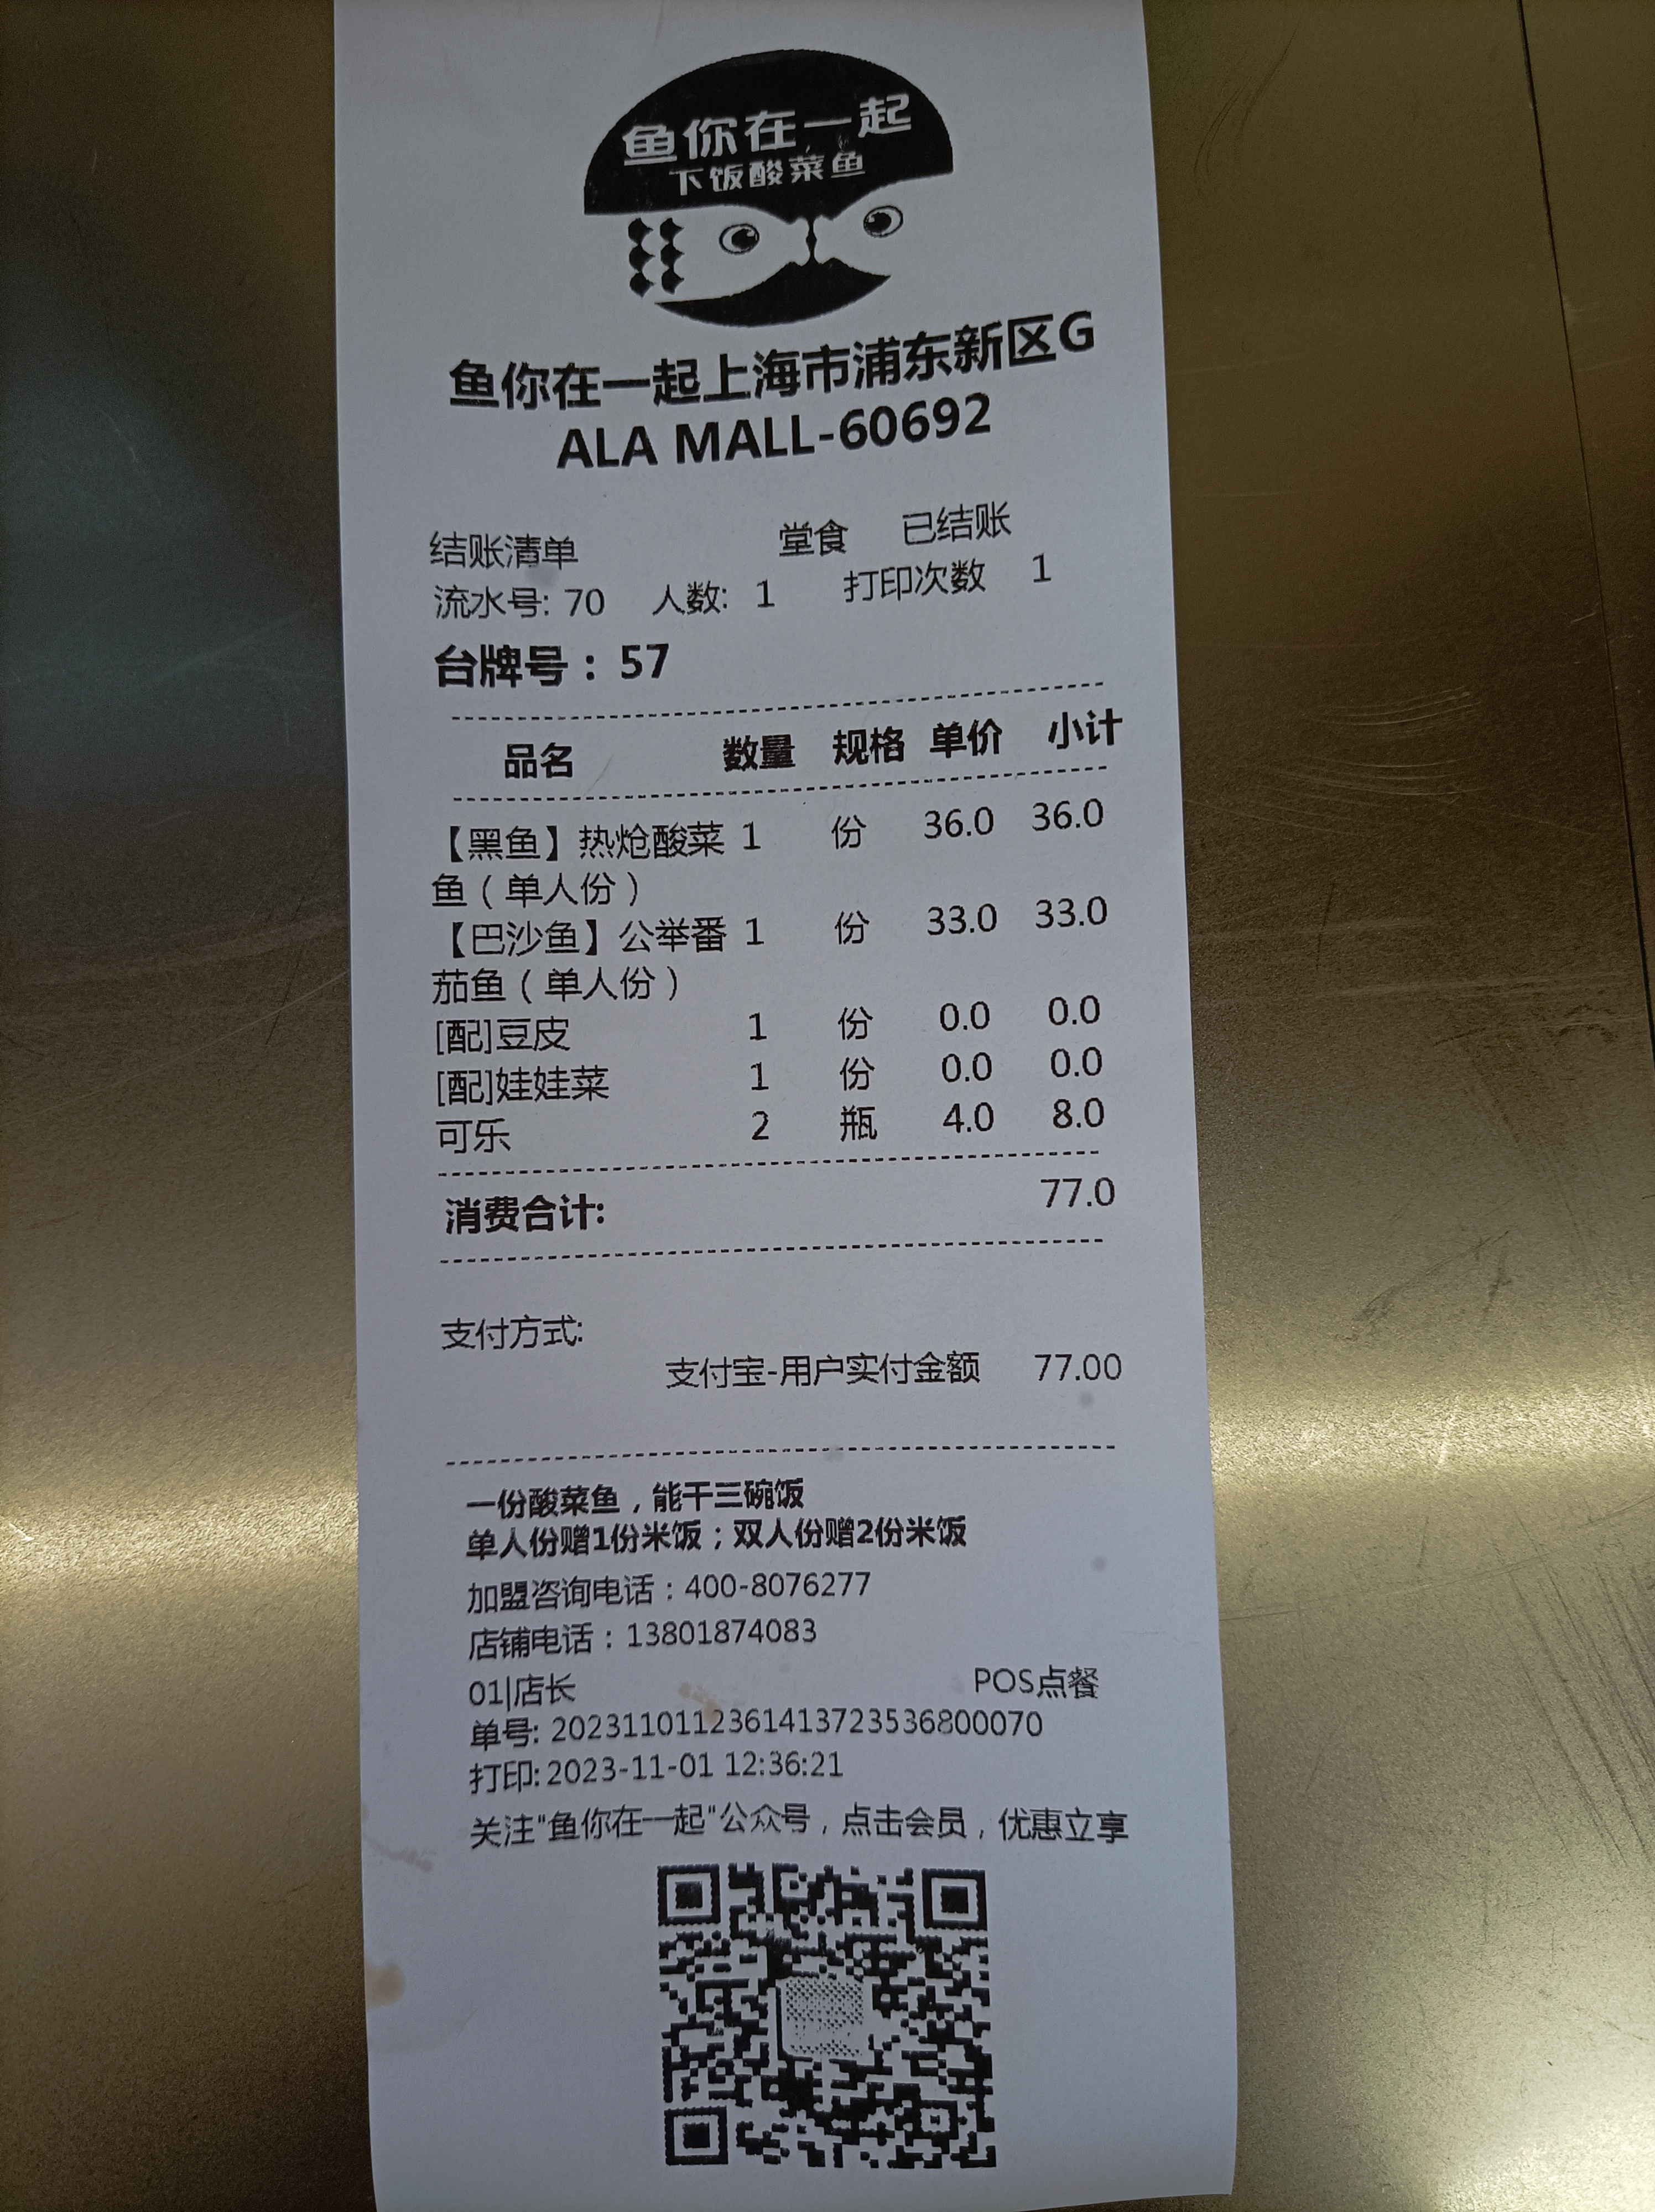 鱼你在一起
下饭酸菜鱼
鱼你在一起上海市浦东新区G
ALA MALL-60692
结账清单 堂食 已结账
流水号: 70 人数: 1 打印次数 1
台牌号：57
品名 数量 规格 单价 小计
【黑鱼】热炝酸菜 1 份 36.0 36.0
鱼（单人份）
【巴沙鱼】公举番 1 份 33.0 33.0
茄鱼（单人份）
[配]豆皮 1 份 0.0 0.0
[配]娃娃菜 1 份 0.0 0.0
可乐 2 瓶 4.0 8.0
消费合计: 77.0
支付方式:
支付宝-用户实付金额 77.00
一份酸菜鱼，能干三碗饭
单人份赠1份米饭；双人份赠2份米饭
加盟咨询电话：400-8076277
店铺电话：13801874083
01|店长 POS点餐
单号: 20231101123614137235368000​70
打印: 2023-11-01 12:36:21
关注"鱼你在一起"公众号，点击会员，优惠立享